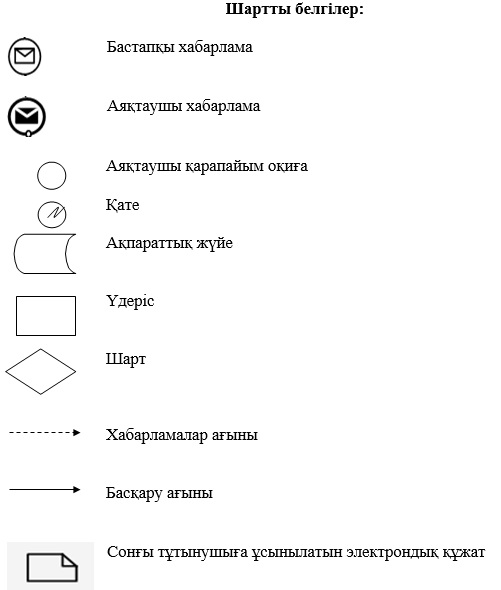 Шартты белгілер:
Бастапқы хабарлама
Аяқтаушы хабарлама
Аяқтаушы қарапайым оқиға
Қате
Ақпараттық жүйе
Үдеріс
Шарт
Хабарламалар ағыны
Басқару ағыны
Сонғы тұтынушыға ұсынылатын электрондық құжат